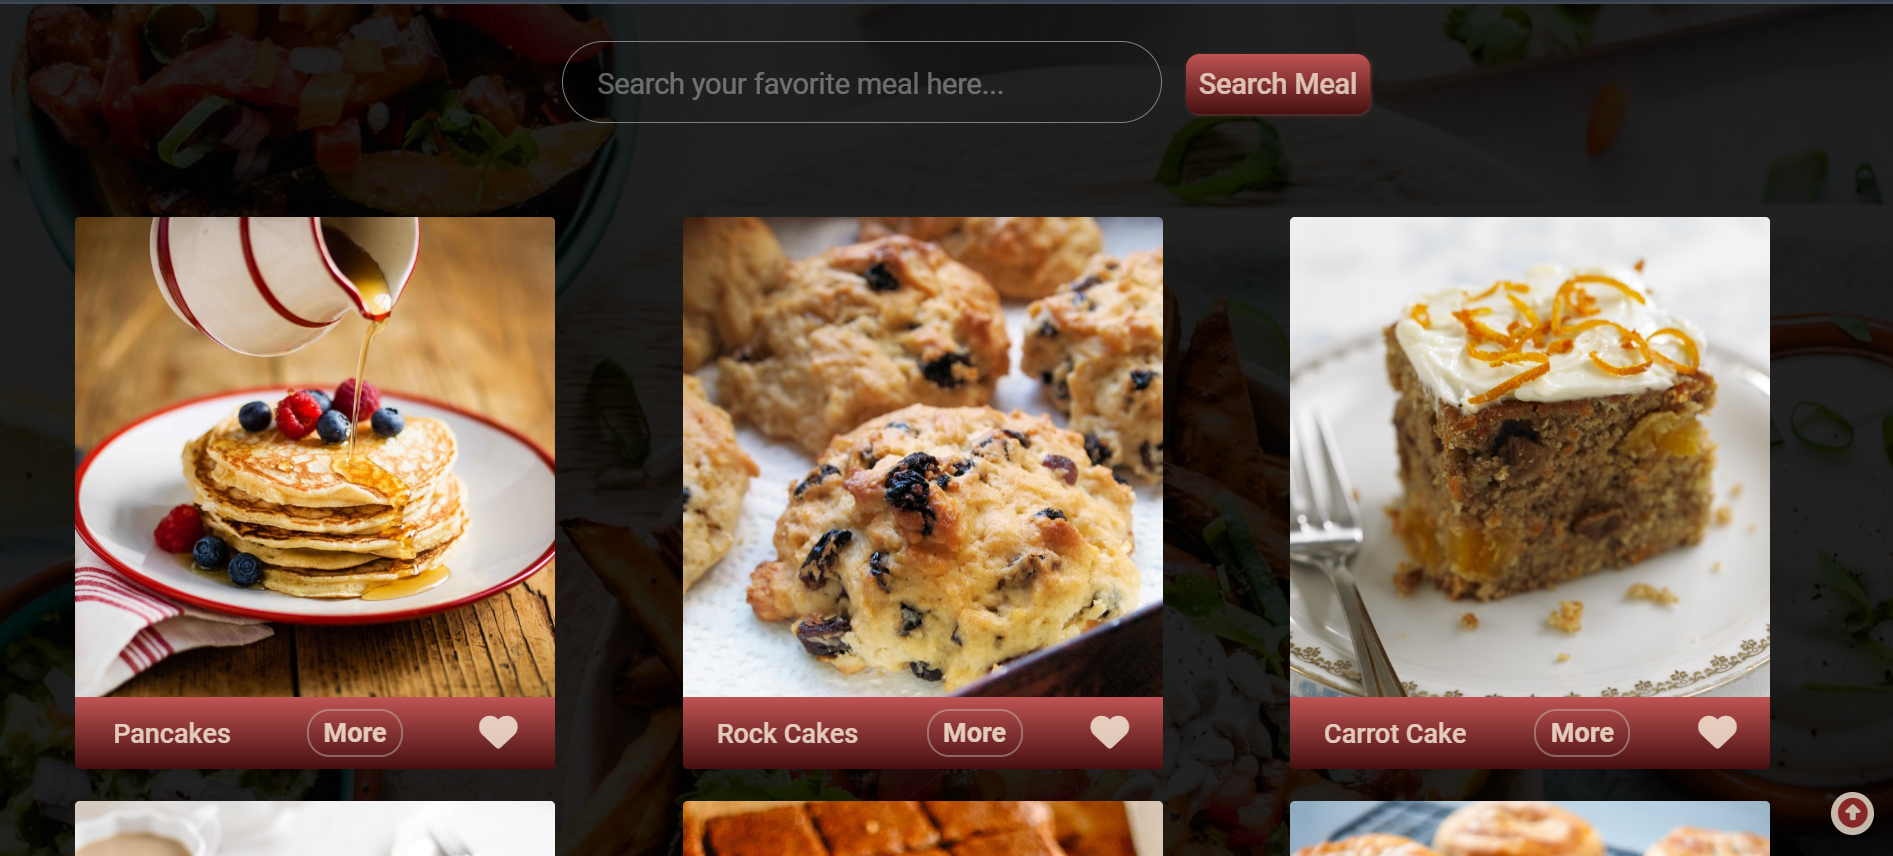 Search your favorite meal here...
Search Meal
Pancakes
More
Rock Cakes
More
Carrot Cake
More